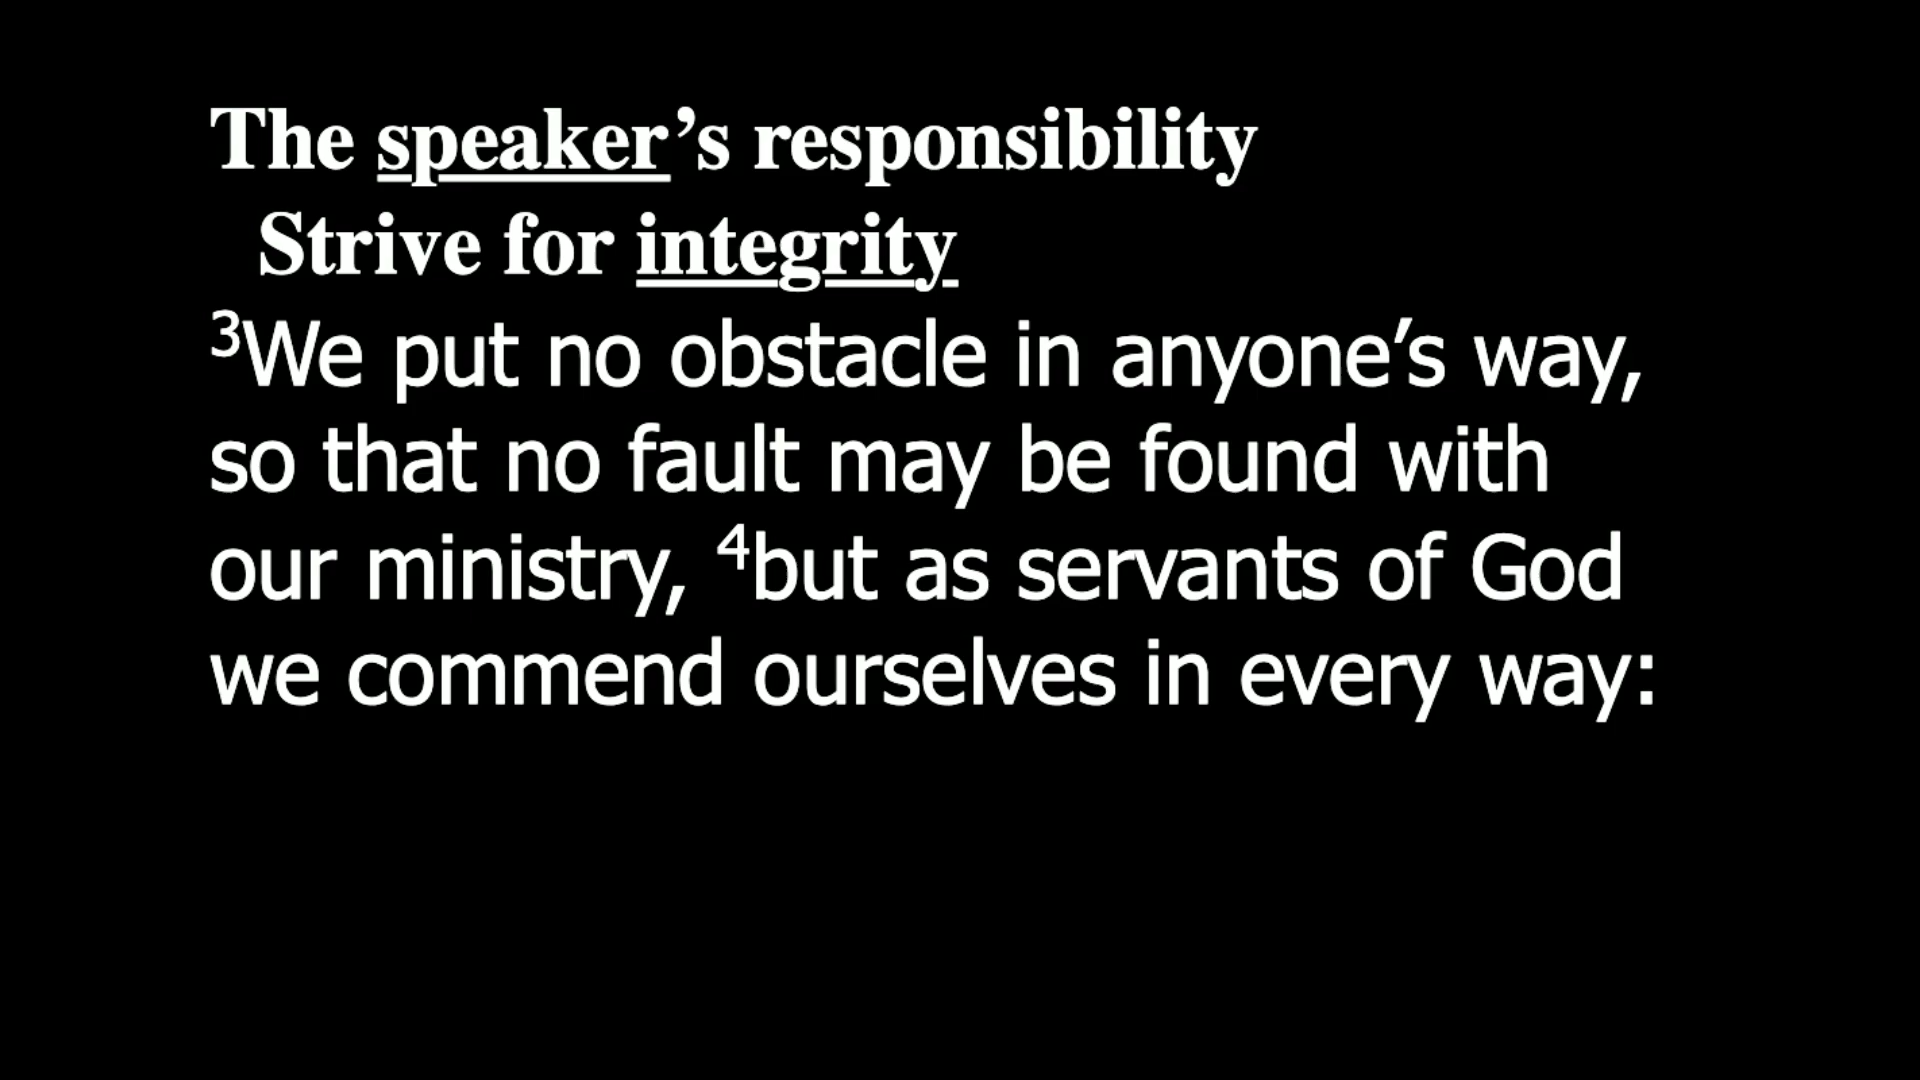 The speaker’s responsibility
Strive for integrity
³We put no obstacle in anyone’s way,
so that no fault may be found with
our ministry, ⁴but as servants of God
we commend ourselves in every way: